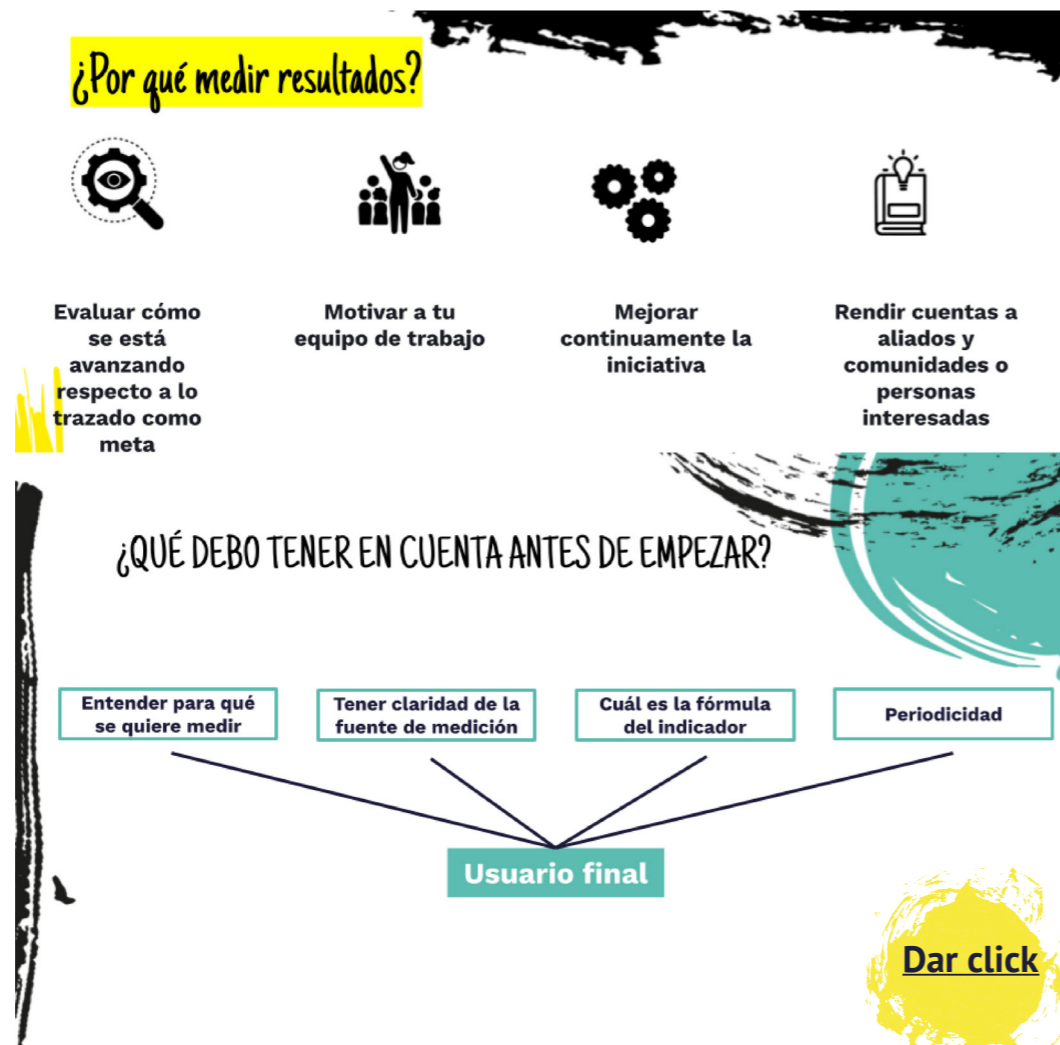 ¿Por qué medir resultados?
Evaluar cómo
se está
avanzando
respecto a lo
trazado como
meta
Motivar a tu
equipo de trabajo
Mejorar
continuamente la
iniciativa
Rendir cuentas a
aliados y
comunidades o
personas
interesadas
¿QUÉ DEBO TENER EN CUENTA ANTES DE EMPEZAR?
Entender para qué
se quiere medir
Tener claridad de la
fuente de medición
Cuál es la fórmula
del indicador
Periodicidad
Usuario final
Dar click